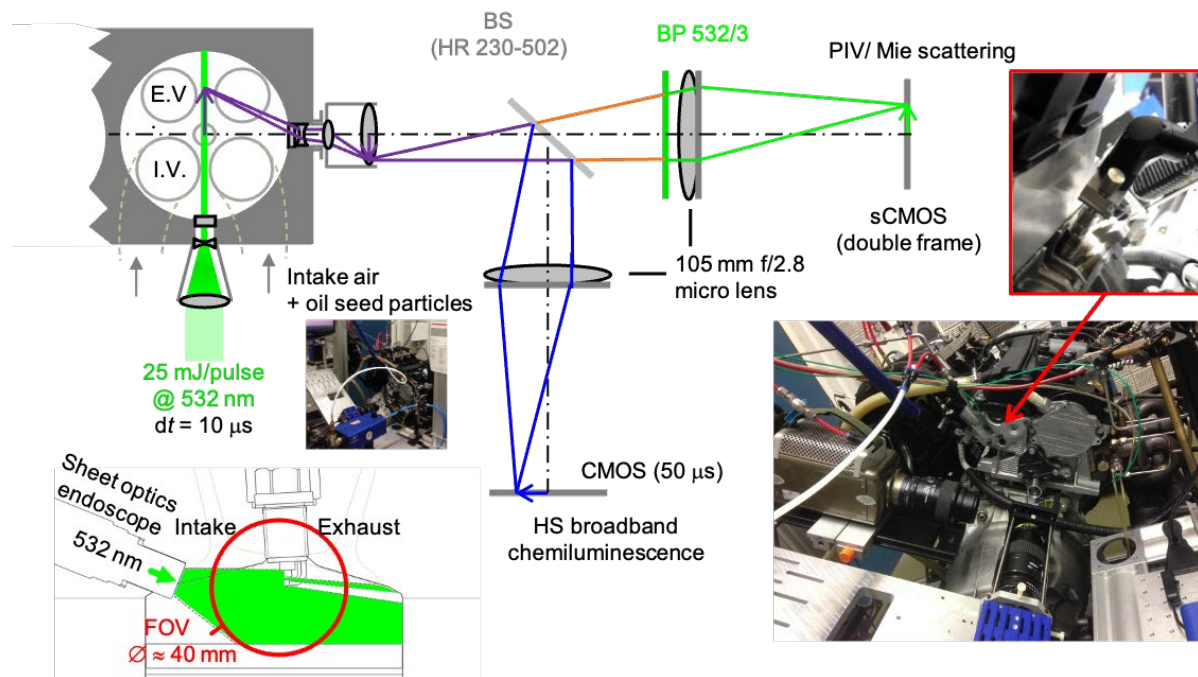 BS
(HR 230-502)
BP 532/3
PIV/ Mie scattering
E.V
I.V.
sCMOS
(double frame)
105 mm f/2.8
micro lens
Intake air
+ oil seed particles
25 mJ/pulse
@ 532 nm
dt = 10 μs
CMOS (50 μs)
HS broadband
chemiluminescence
Sheet optics
endoscope
Intake
Exhaust
532 nm
FOV
∅ ≈ 40 mm